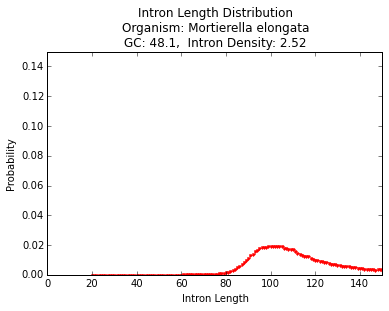 Intron Length Distribution
Organism: Mortierella elongata
GC: 48.1,  Intron Density: 2.52
0.14
0.12
0.10
0.08
0.06
0.04
0.02
0.00
Probability
0 20 40 60 80 100 120 140
Intron Length